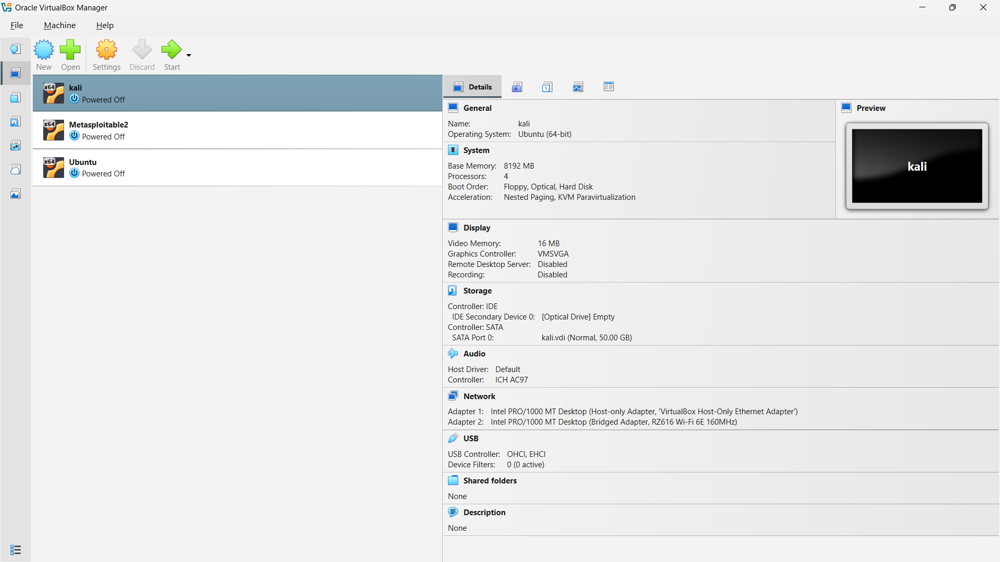 Oracle VirtualBox Manager
File Machine Help
New Open Settings Discard Start
x64 kali
Powered Off
x64 Metasploitable2
Powered Off
x64 Ubuntu
Powered Off
Details
General
Name: kali
Operating System: Ubuntu (64-bit)
Preview
kali
System
Base Memory: 8192 MB
Processors: 4
Boot Order: Floppy, Optical, Hard Disk
Acceleration: Nested Paging, KVM Paravirtualization
Display
Video Memory: 16 MB
Graphics Controller: VMSVGA
Remote Desktop Server: Disabled
Recording: Disabled
Storage
Controller: IDE
IDE Secondary Device 0: [Optical Drive] Empty
Controller: SATA
SATA Port 0: kali.vdi (Normal, 50.00 GB)
Audio
Host Driver: Default
Controller: ICH AC97
Network
Adapter 1: Intel PRO/1000 MT Desktop (Host-only Adapter, 'VirtualBox Host-Only Ethernet Adapter')
Adapter 2: Intel PRO/1000 MT Desktop (Bridged Adapter, RZ616 Wi-Fi 6E 160MHz)
USB
USB Controller: OHCI, EHCI
Device Filters: 0 (0 active)
Shared folders
None
Description
None